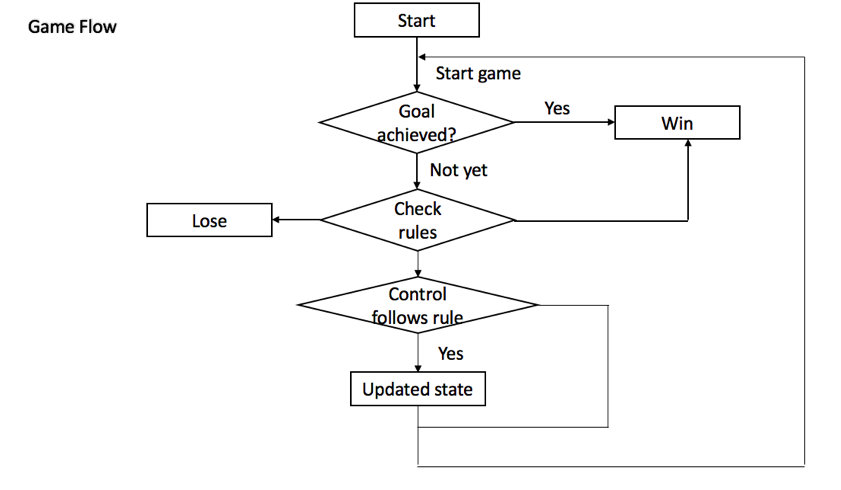 Game Flow
Start
Start game
Goal
achieved?
Yes
Win
Not yet
Check
rules
Lose
Control
follows rule
Yes
Updated state